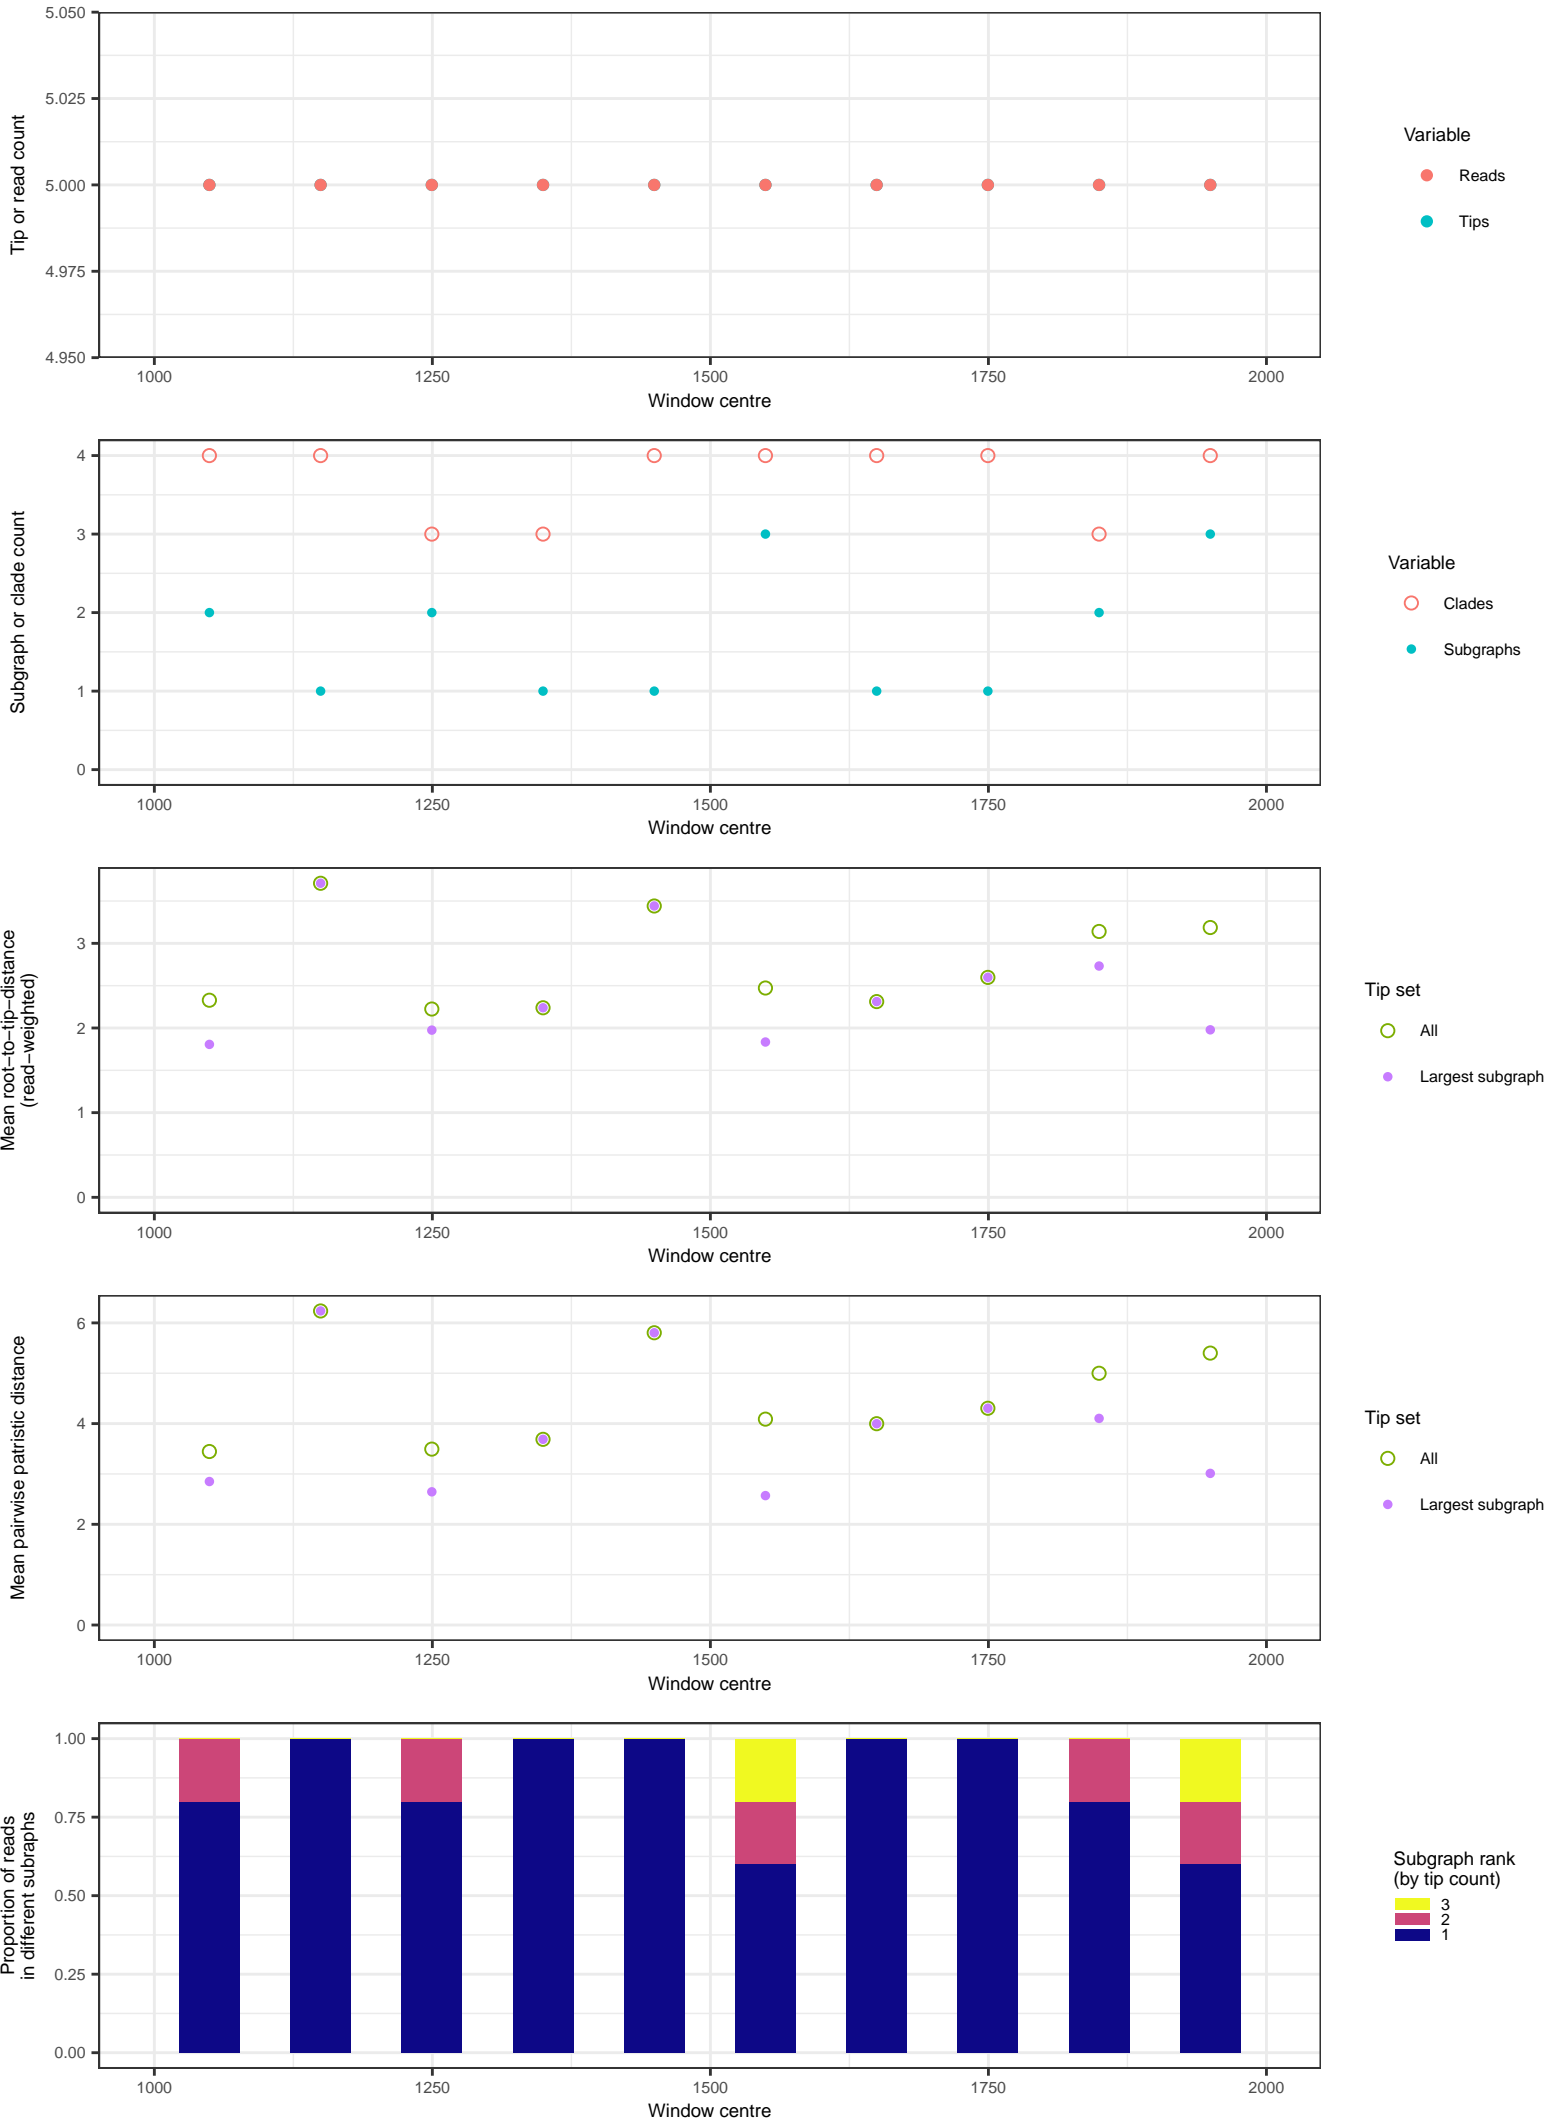 5.050
5.025
5.000
4.975
4.950
Tip or read count
1000 1250 1500 1750 2000
Window centre
Variable
Reads
Tips
4
3
2
1
0
Subgraph or clade count
1000 1250 1500 1750 2000
Window centre
Variable
Clades
Subgraphs
3
2
1
0
Mean root−to−tip−distance
(read−weighted)
1000 1250 1500 1750 2000
Window centre
Tip set
All
Largest subgraph
6
4
2
0
Mean pairwise patristic distance
1000 1250 1500 1750 2000
Window centre
Tip set
All
Largest subgraph
1.00
0.75
0.50
0.25
0.00
Proportion of reads
in different subraphs
1000 1250 1500 1750 2000
Window centre
Subgraph rank
(by tip count)
3
2
1